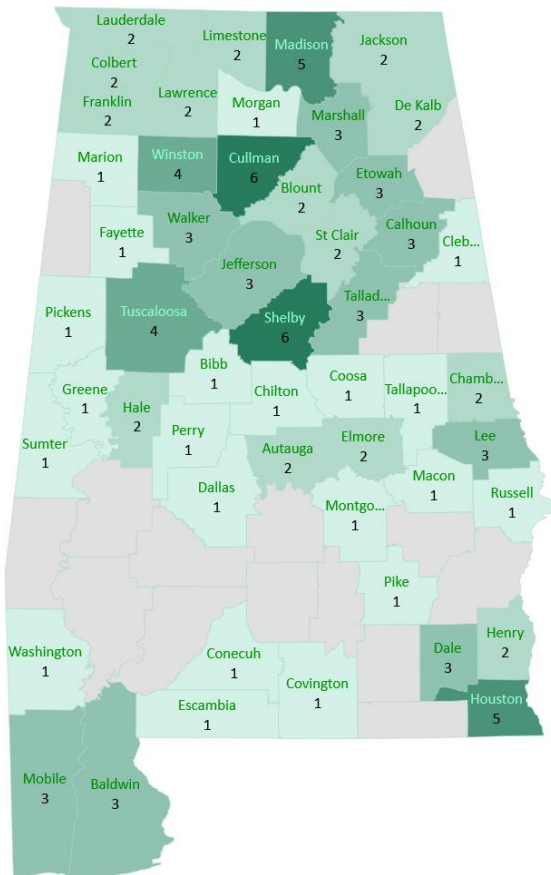 Lauderdale
2
Limestone
2
Madison
5
Jackson
2
Colbert
2
Franklin
2
Lawrence
2
Morgan
1
Marshall
3
De Kalb
2
Marion
1
Winston
4
Cullman
6
Blount
2
Etowah
3
Fayette
1
Walker
3
Jefferson
3
St Clair
2
Calhoun
3
Cleb...
1
Pickens
1
Tuscaloosa
4
Shelby
6
Tallad...
3
Greene
1
Hale
2
Bibb
1
Chilton
1
Coosa
1
Tallapoo...
1
Chamb...
2
Sumter
1
Perry
1
Autauga
2
Elmore
2
Lee
3
Dallas
1
Montgo...
1
Macon
1
Russell
1
Pike
1
Washington
1
Conecuh
1
Covington
1
Dale
3
Henry
2
Escambia
1
Houston
5
Mobile
3
Baldwin
3